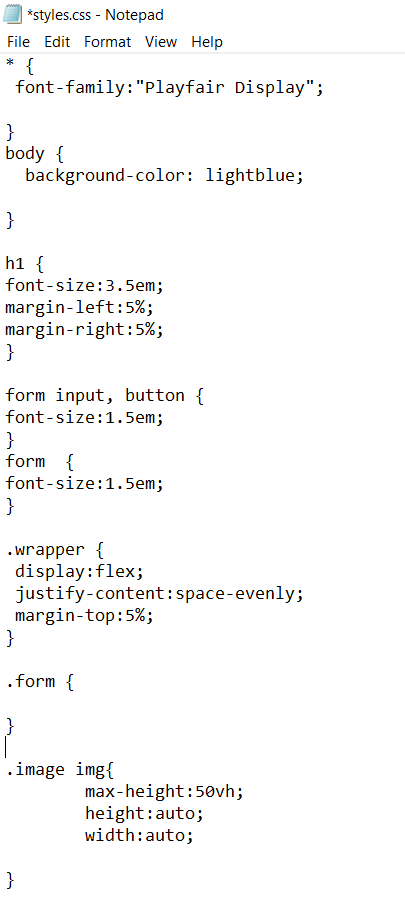 *styles.css - Notepad
File Edit Format View Help
* {
 font-family:"Playfair Display";
}
body {
  background-color: lightblue;
}
h1 {
font-size:3.5em;
margin-left:5%;
margin-right:5%;
}
form input, button {
font-size:1.5em;
}
form  {
font-size:1.5em;
}
.wrapper {
 display:flex;
 justify-content:space-evenly;
 margin-top:5%;
}
.form {
}
.image img{
        max-height:50vh;
        height:auto;
        width:auto;
}